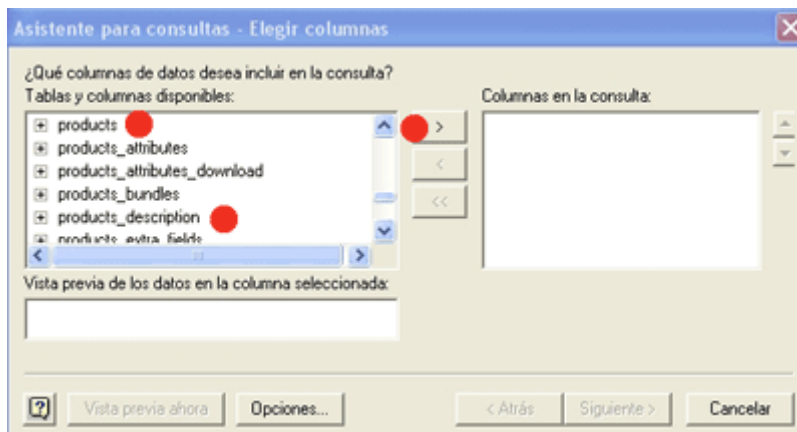 Asistente para consultas - Elegir columnas
¿Qué columnas de datos desea incluir en la consulta?
Tablas y columnas disponibles:
Columnas en la consulta:
products
products_attributes
products_attributes_download
products_bundles
products_description
products_extra_fields
>
<
<<
Vista previa de los datos en la columna seleccionada:
Vista previa ahora
Opciones...
< Atrás
Siguiente >
Cancelar